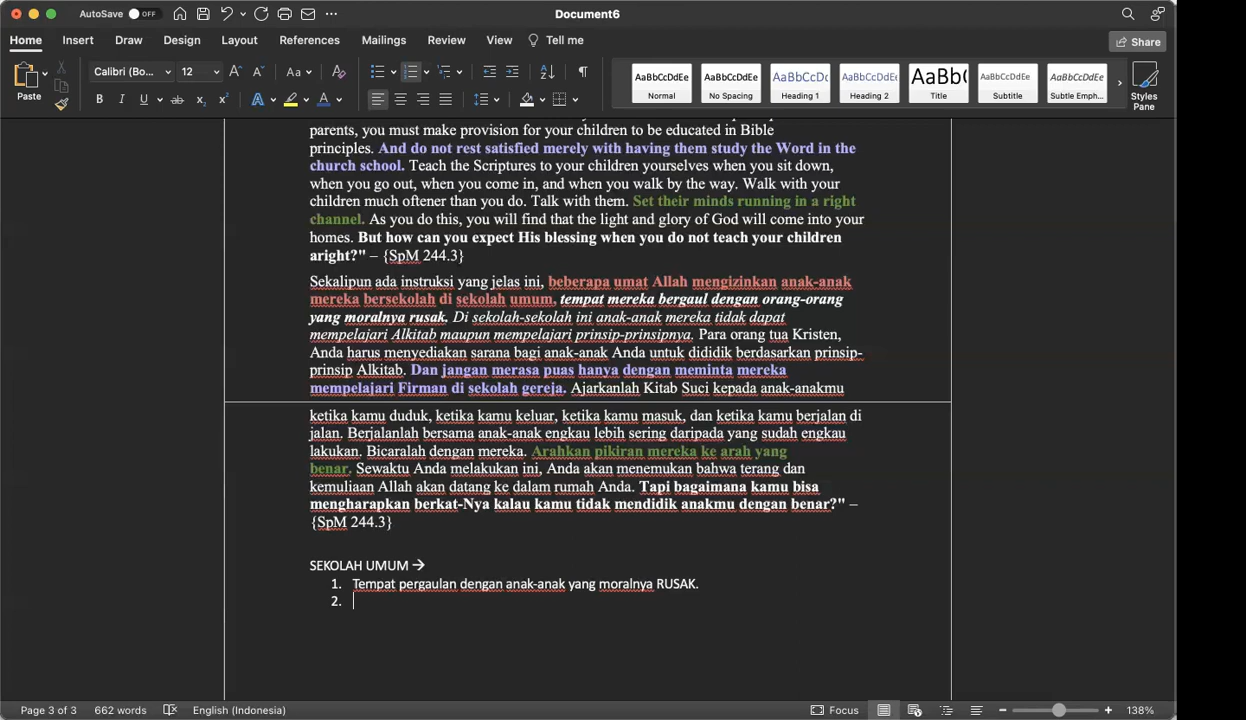 AutoSave OFF Document6
Home Insert Draw Design Layout References Mailings Review View Tell me Share
Paste Calibri (Bo... 12 Aa AaBbCcDdEe AaBbCcDdEe AaBbCcDc AaBbCcDdEe AaBbC AaBbCcDdEe AaBbCcDdEe
Normal No Spacing Heading 1 Heading 2 Title Subtitle Subtle Emph... Styles Pane
parents, you must make provision for your children to be educated in Bible
principles. And do not rest satisfied merely with having them study the Word in the
church school. Teach the Scriptures to your children yourselves when you sit down,
when you go out, when you come in, and when you walk by the way. Walk with your
children much oftener than you do. Talk with them. Set their minds running in a right
channel. As you do this, you will find that the light and glory of God will come into your
homes. But how can you expect His blessing when you do not teach your children
aright?" – {SpM 244.3}
Sekalipun ada instruksi yang jelas ini, beberapa umat Allah mengizinkan anak-anak
mereka bersekolah di sekolah umum, tempat mereka bergaul dengan orang-orang
yang moralnya rusak. Di sekolah-sekolah ini anak-anak mereka tidak dapat
mempelajari Alkitab maupun mempelajari prinsip-prinsipnya. Para orang tua Kristen,
Anda harus menyediakan sarana bagi anak-anak Anda untuk dididik berdasarkan prinsip-
prinsip Alkitab. Dan jangan merasa puas hanya dengan meminta mereka
mempelajari Firman di sekolah gereja. Ajarkanlah Kitab Suci kepada anak-anakmu
ketika kamu duduk, ketika kamu keluar, ketika kamu masuk, dan ketika kamu berjalan di
jalan. Berjalanlah bersama anak-anak engkau lebih sering daripada yang sudah engkau
lakukan. Bicaralah dengan mereka. Arahkan pikiran mereka ke arah yang
benar. Sewaktu Anda melakukan ini, Anda akan menemukan bahwa terang dan
kemuliaan Allah akan datang ke dalam rumah Anda. Tapi bagaimana kamu bisa
mengharapkan berkat-Nya kalau kamu tidak mendidik anakmu dengan benar?" –
{SpM 244.3}
SEKOLAH UMUM →
1. Tempat pergaulan dengan anak-anak yang moralnya RUSAK.
2.
Page 3 of 3 662 words English (Indonesia) Focus 138%